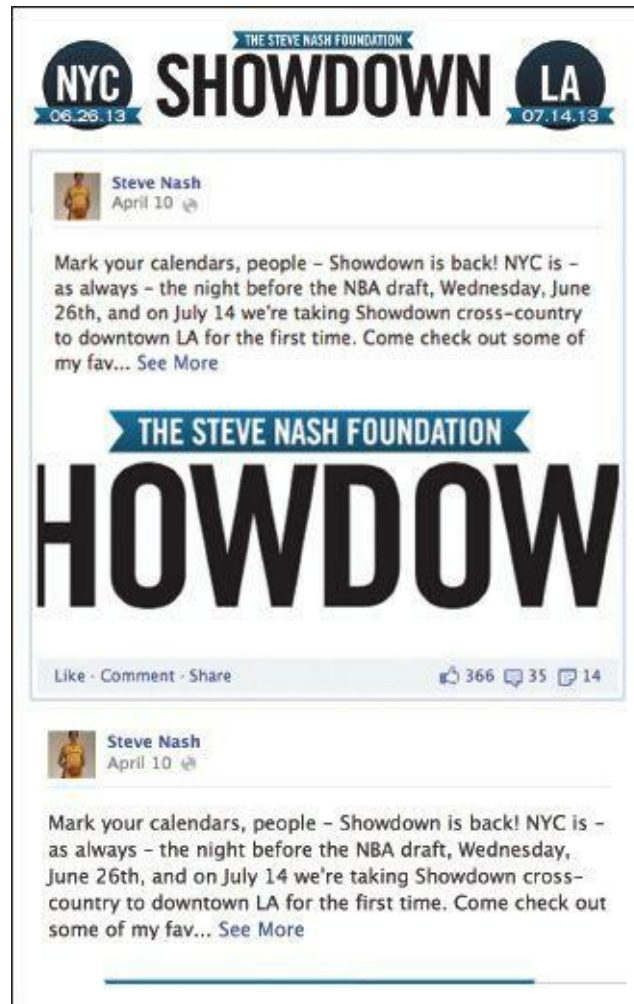 THE STEVE NASH FOUNDATION
NYC SHOWDOWN LA
06.26.13 07.14.13
Steve Nash
April 10
Mark your calendars, people – Showdown is back! NYC is –
as always – the night before the NBA draft, Wednesday, June
26th, and on July 14 we're taking Showdown cross-country
to downtown LA for the first time. Come check out some of
my fav... See More
THE STEVE NASH FOUNDATION
HOWDOW
Like · Comment · Share 366 35 14
Steve Nash
April 10
Mark your calendars, people – Showdown is back! NYC is –
as always – the night before the NBA draft, Wednesday,
June 26th, and on July 14 we're taking Showdown cross-
country to downtown LA for the first time. Come check out
some of my fav... See More